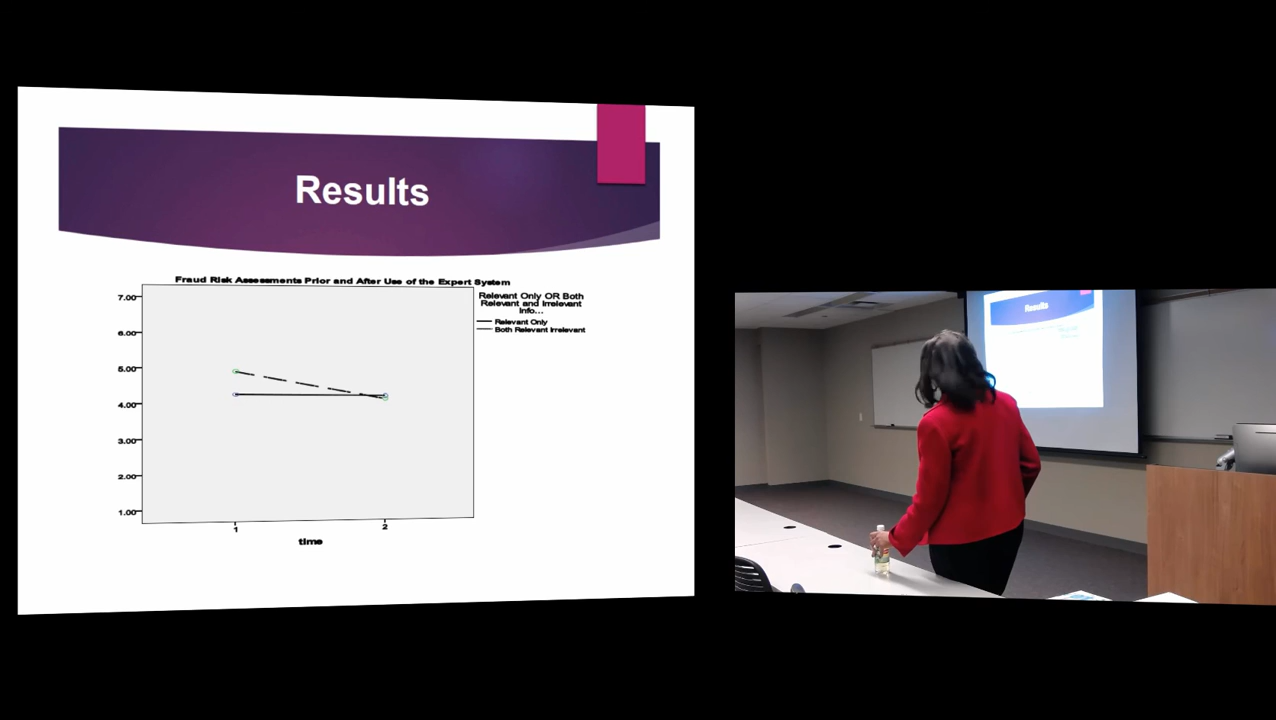 Results
Fraud Risk Assessments Prior and After Use of the Expert System
7.00
6.00
5.00
4.00
3.00
2.00
1.00
1
2
time
Relevant Only OR Both
Relevant and Irrelevant
Info...
Relevant Only
Both Relevant Irrelevant
Results